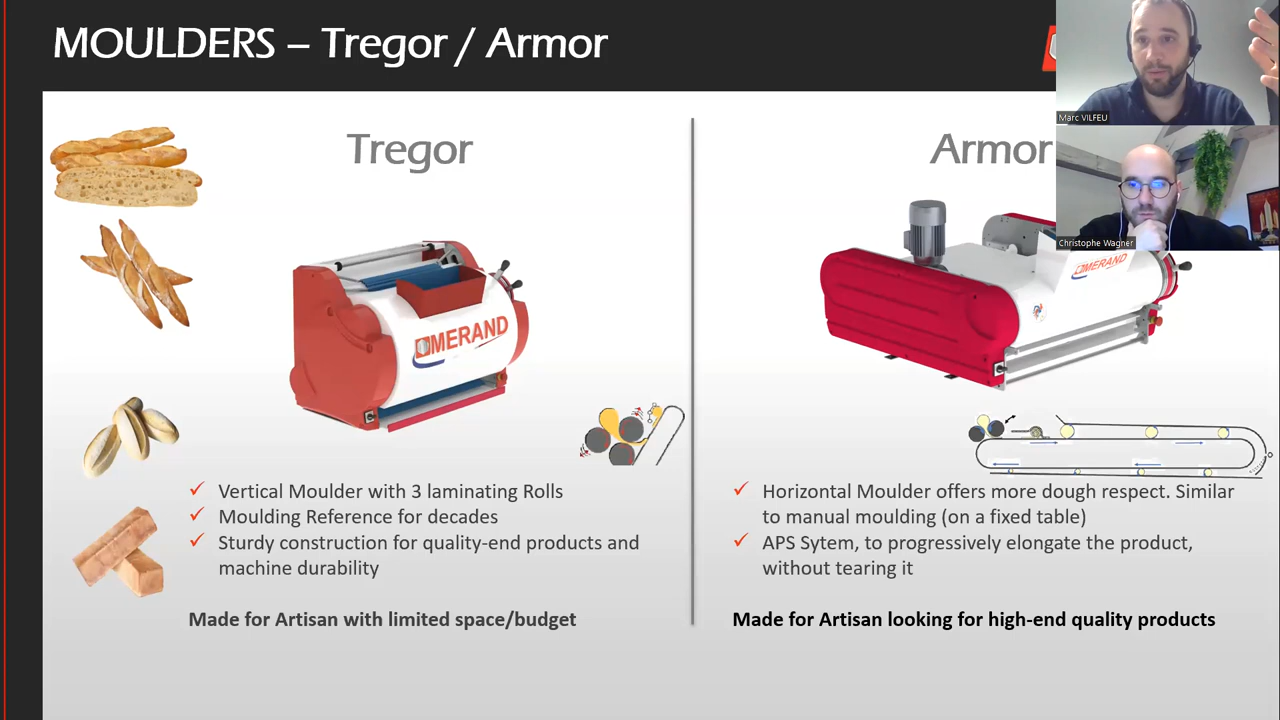 MOULDERS – Tregor / Armor
Marc VILFEU
Christophe Wagner
Tregor
MERAND
Vertical Moulder with 3 laminating Rolls
Moulding Reference for decades
Sturdy construction for quality-end products and
machine durability
Made for Artisan with limited space/budget
Armor
MERAND
Horizontal Moulder offers more dough respect. Similar
to manual moulding (on a fixed table)
APS Sytem, to progressively elongate the product,
without tearing it
Made for Artisan looking for high-end quality products